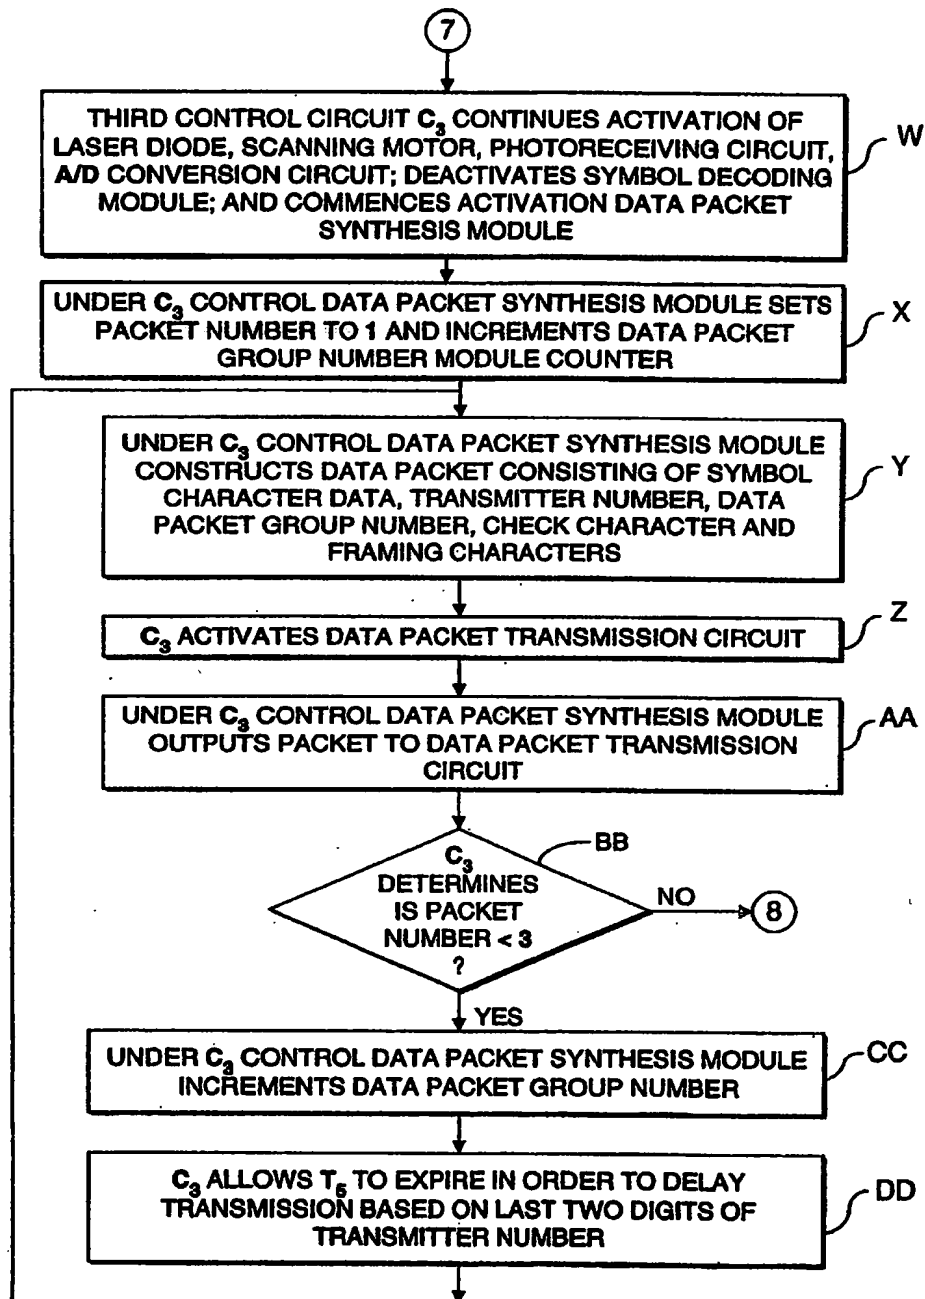 7
THIRD CONTROL CIRCUIT C3 CONTINUES ACTIVATION OF
LASER DIODE, SCANNING MOTOR, PHOTORECEIVING CIRCUIT,
A/D CONVERSION CIRCUIT; DEACTIVATES SYMBOL DECODING
MODULE; AND COMMENCES ACTIVATION DATA PACKET
SYNTHESIS MODULE
W
UNDER C3 CONTROL DATA PACKET SYNTHESIS MODULE SETS
PACKET NUMBER TO 1 AND INCREMENTS DATA PACKET
GROUP NUMBER MODULE COUNTER
X
UNDER C3 CONTROL DATA PACKET SYNTHESIS MODULE
CONSTRUCTS DATA PACKET CONSISTING OF SYMBOL
CHARACTER DATA, TRANSMITTER NUMBER, DATA
PACKET GROUP NUMBER, CHECK CHARACTER AND
FRAMING CHARACTERS
Y
C3 ACTIVATES DATA PACKET TRANSMISSION CIRCUIT
Z
UNDER C3 CONTROL DATA PACKET SYNTHESIS MODULE
OUTPUTS PACKET TO DATA PACKET TRANSMISSION
CIRCUIT
AA
C3
DETERMINES
IS PACKET
NUMBER < 3
?
BB
NO
8
YES
UNDER C3 CONTROL DATA PACKET SYNTHESIS MODULE
INCREMENTS DATA PACKET GROUP NUMBER
CC
C3 ALLOWS T5 TO EXPIRE IN ORDER TO DELAY
TRANSMISSION BASED ON LAST TWO DIGITS OF
TRANSMITTER NUMBER
DD